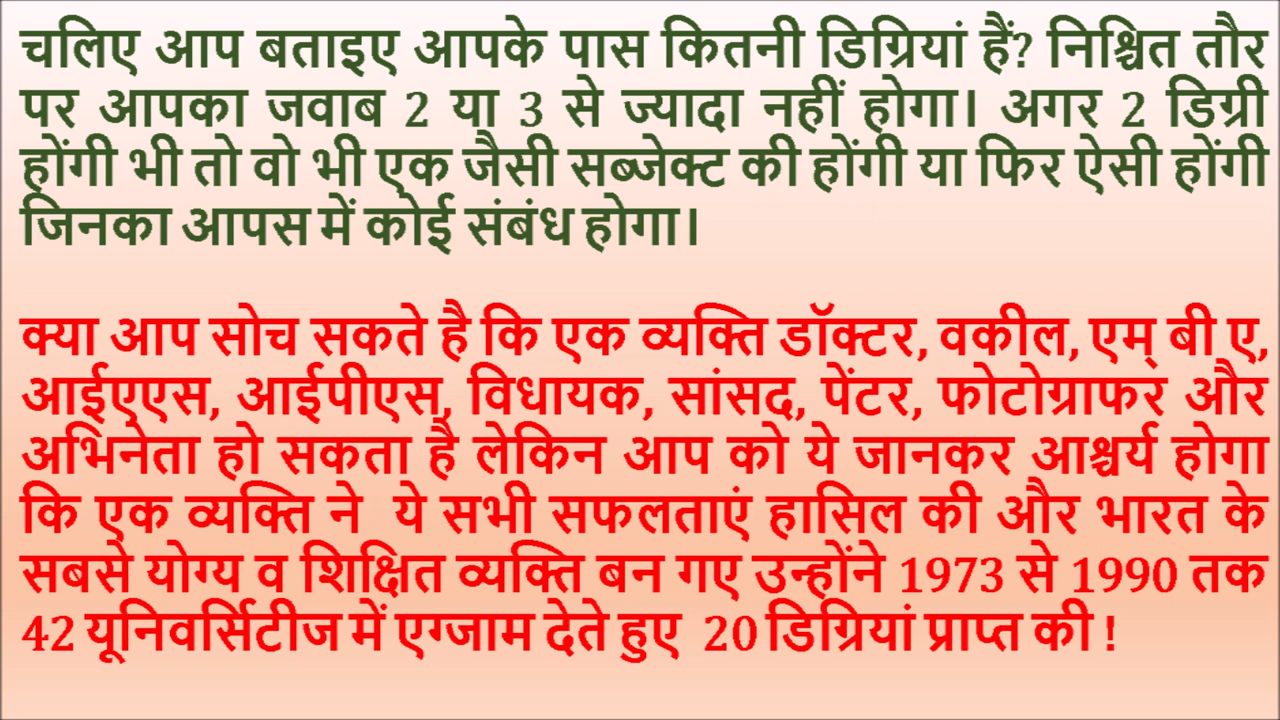 चलिए आप बताइए आपके पास कितनी डिग्रियां हैं? निश्चित तौर
पर आपका जवाब 2 या 3 से ज्यादा नहीं होगा। अगर 2 डिग्री
होंगी भी तो वो भी एक जैसी सब्जेक्ट की होंगी या फिर ऐसी होंगी
जिनका आपस में कोई संबंध होगा।
क्या आप सोच सकते है कि एक व्यक्ति डॉक्टर, वकील, एम् बी ए,
आईएएस, आईपीएस, विधायक, सांसद, पेंटर, फोटोग्राफर और
अभिनेता हो सकता है लेकिन आप को ये जानकर आश्चर्य होगा
कि एक व्यक्ति ने ये सभी सफलताएं हासिल की और भारत के
सबसे योग्य व शिक्षित व्यक्ति बन गए उन्होंने 1973 से 1990 तक
42 यूनिवर्सिटीज में एग्जाम देते हुए 20 डिग्रियां प्राप्त की !